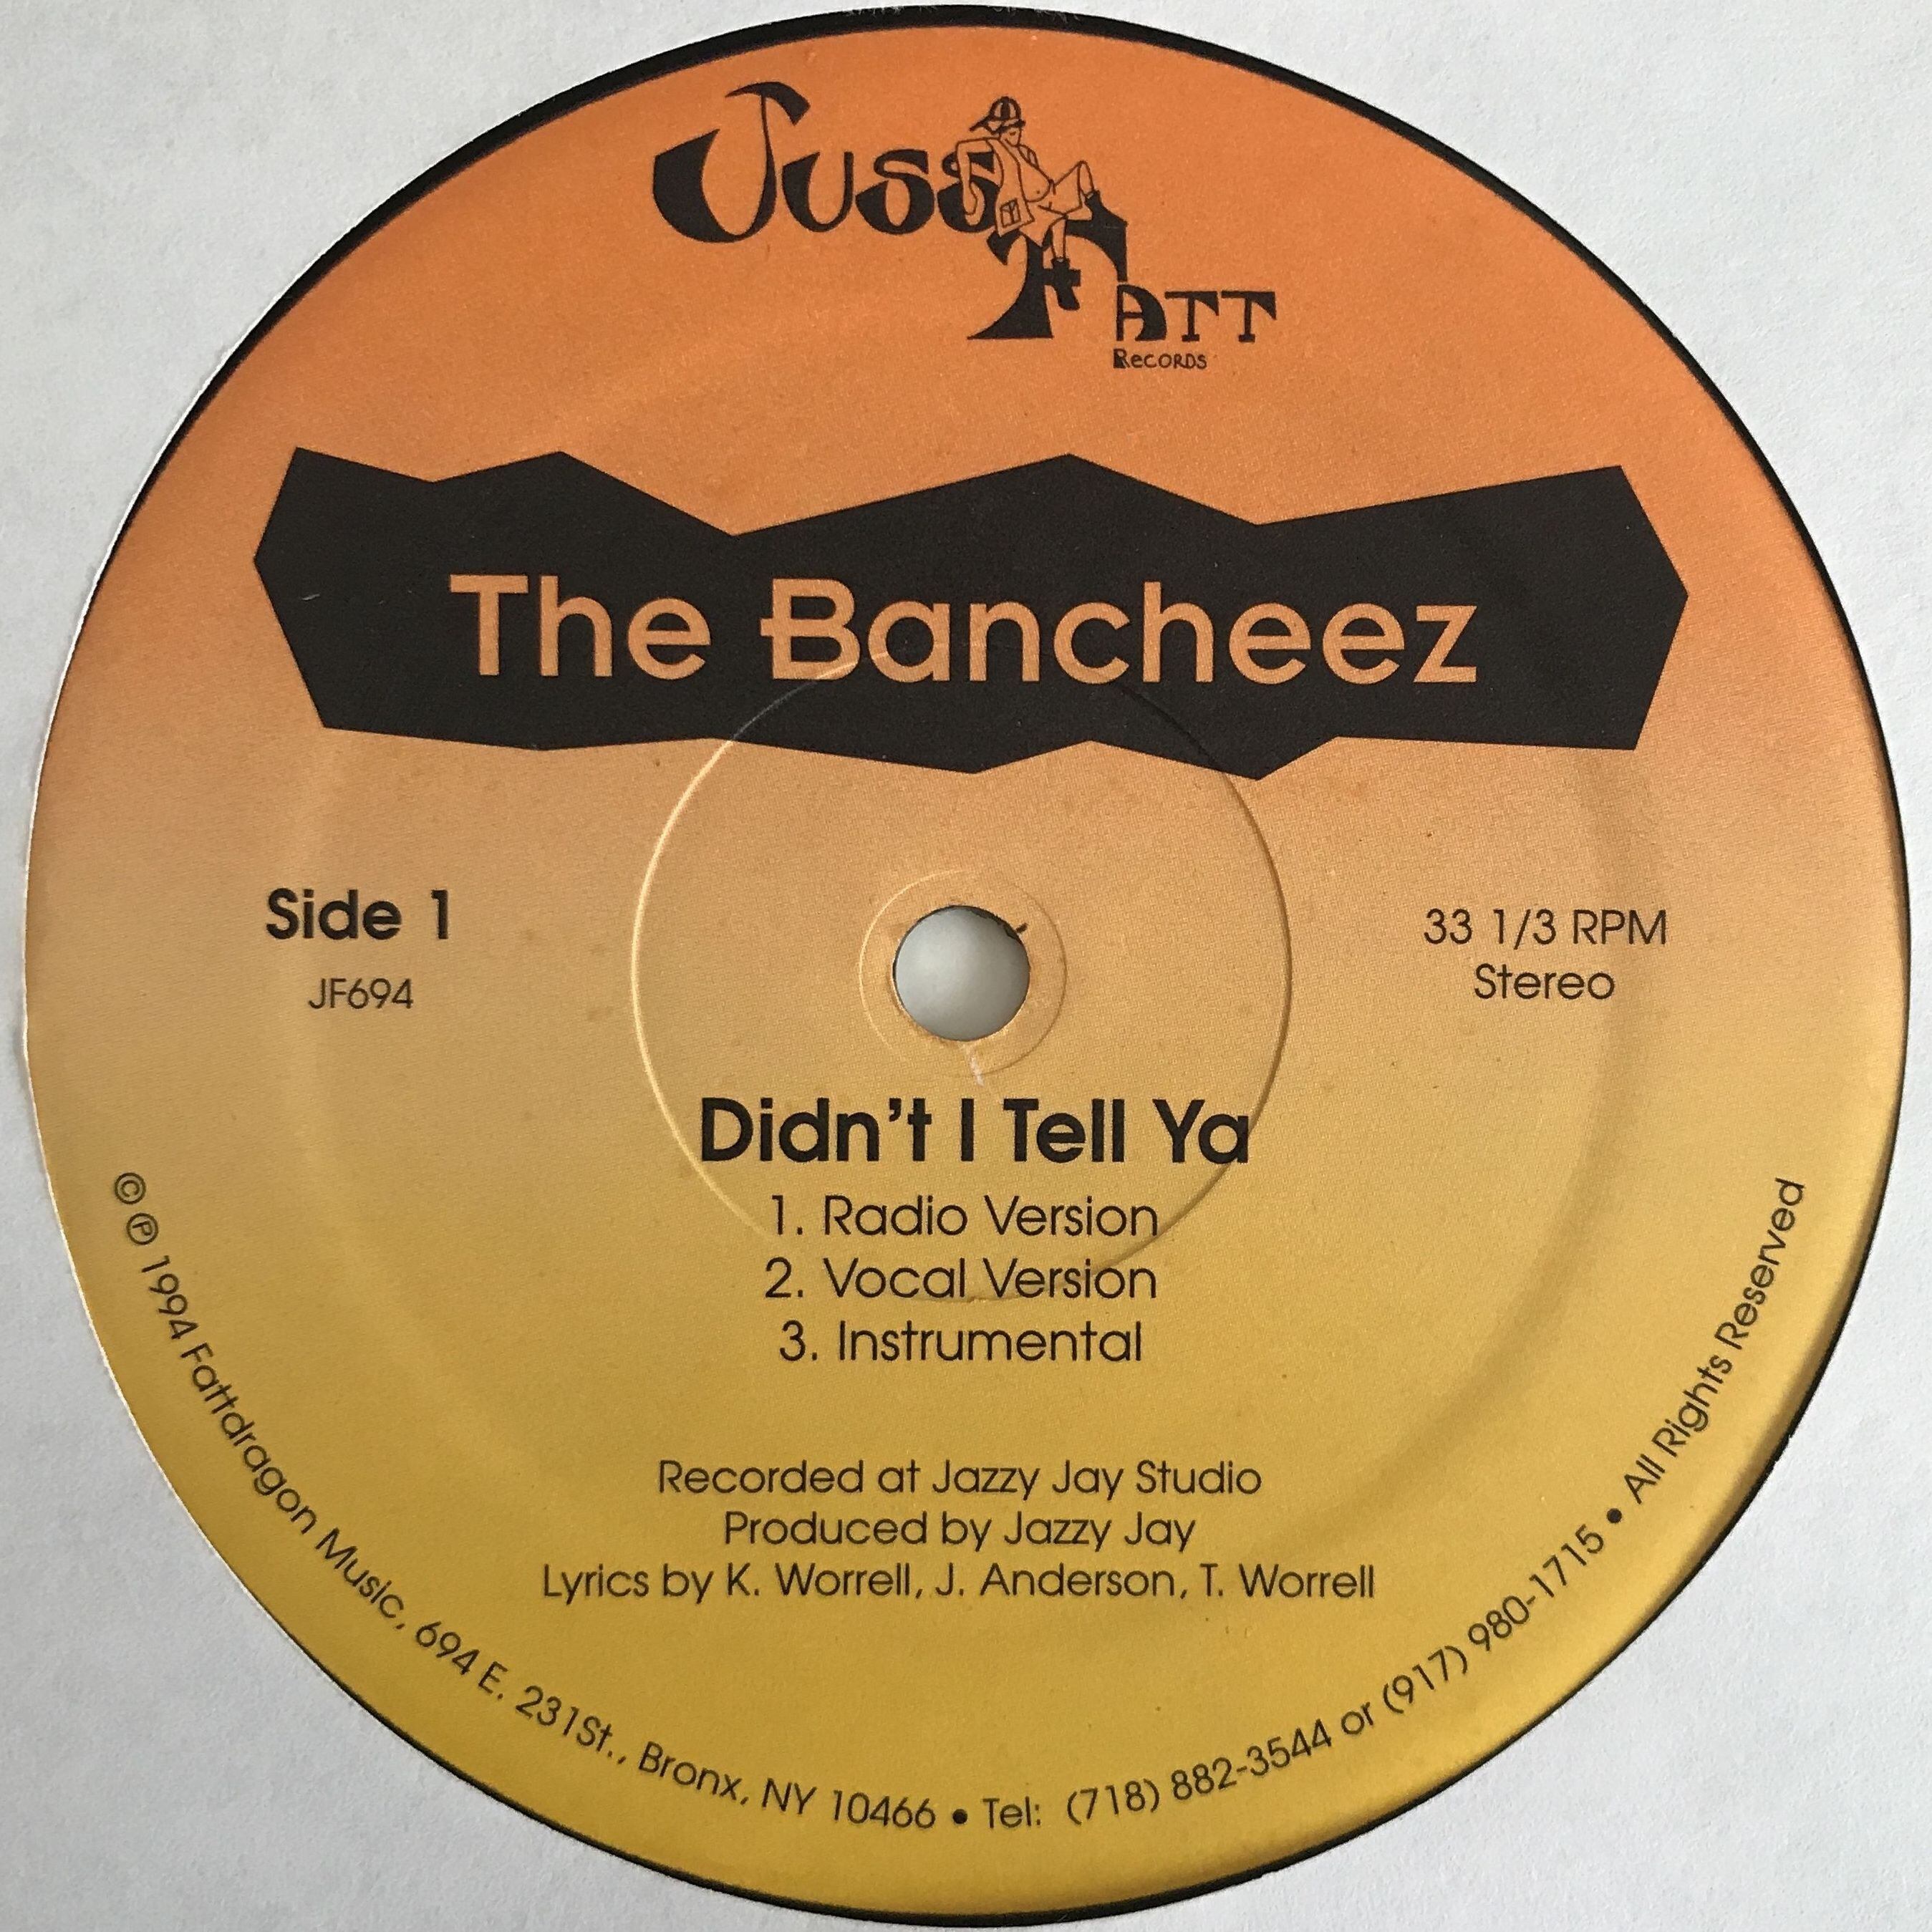 Juss
Fatt
Records
The Bancheez
Side 1
JF694
33 1/3 RPM
Stereo
Didn't I Tell Ya
1. Radio Version
2. Vocal Version
3. Instrumental
Recorded at Jazzy Jay Studio
Produced by Jazzy Jay
Lyrics by K. Worrell, J. Anderson, T. Worrell
© ℗ 1994 Fattdragon Music, 694 E. 231St., Bronx, NY 10466 • Tel: (718) 882-3544 or (917) 980-1715 • All Rights Reserved